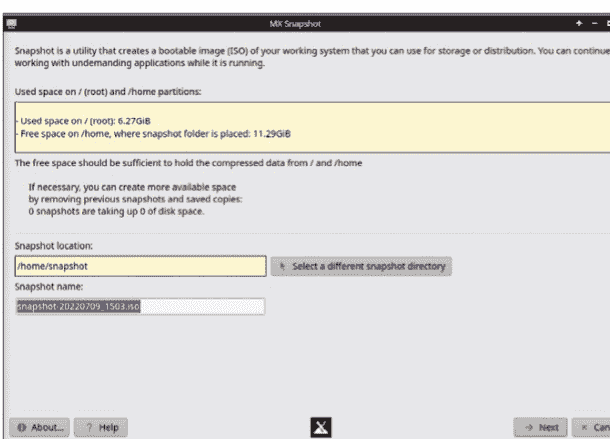 MX Snapshot
Snapshot is a utility that creates a bootable image (ISO) of your working system that you can use for storage or distribution. You can continue
working with undemanding applications while it is running.
Used space on / (root) and /home partitions:
- Used space on / (root): 6.27GiB
- Free space on /home, where snapshot folder is placed: 11.29GiB
The free space should be sufficient to hold the compressed data from / and /home
If necessary, you can create more available space
by removing previous snapshots and saved copies:
0 snapshots are taking up 0 of disk space.
Snapshot location:
/home/snapshot
Select a different snapshot directory
Snapshot name:
snapshot-20220709_1503.iso
About...
? Help
Next
Can